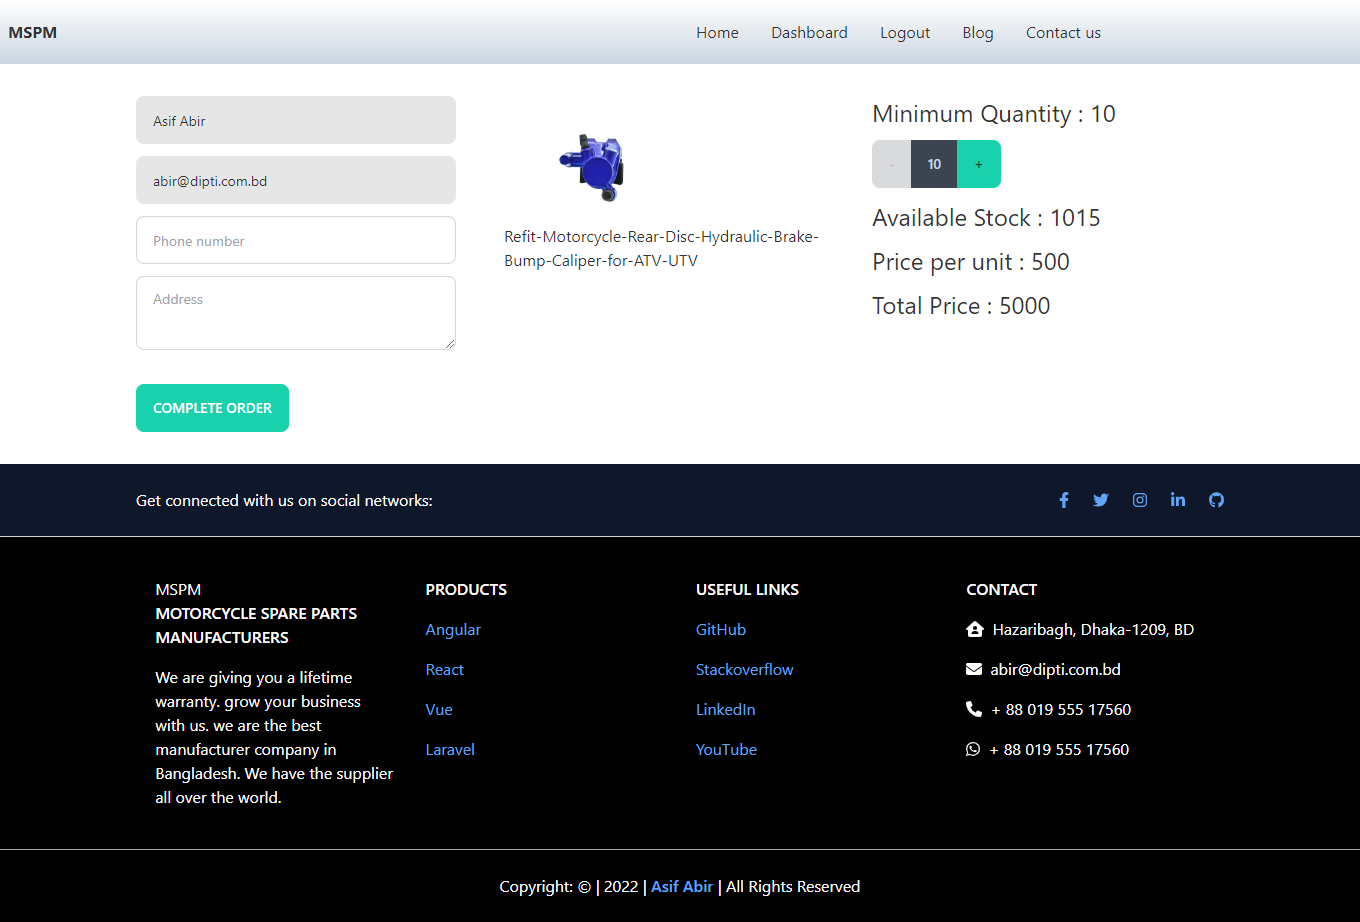 MSPM
Home Dashboard Logout Blog Contact us
Asif Abir
abir@dipti.com.bd
Phone number
Address
COMPLETE ORDER
Refit-Motorcycle-Rear-Disc-Hydraulic-Brake-
Bump-Caliper-for-ATV-UTV
Minimum Quantity : 10
- 10 +
Available Stock : 1015
Price per unit : 500
Total Price : 5000
Get connected with us on social networks:
MSPM
MOTORCYCLE SPARE PARTS
MANUFACTURERS
We are giving you a lifetime
warranty. grow your business
with us. we are the best
manufacturer company in
Bangladesh. We have the supplier
all over the world.
PRODUCTS
Angular
React
Vue
Laravel
USEFUL LINKS
GitHub
Stackoverflow
LinkedIn
YouTube
CONTACT
Hazaribagh, Dhaka-1209, BD
abir@dipti.com.bd
+ 88 019 555 17560
+ 88 019 555 17560
Copyright: © | 2022 | Asif Abir | All Rights Reserved